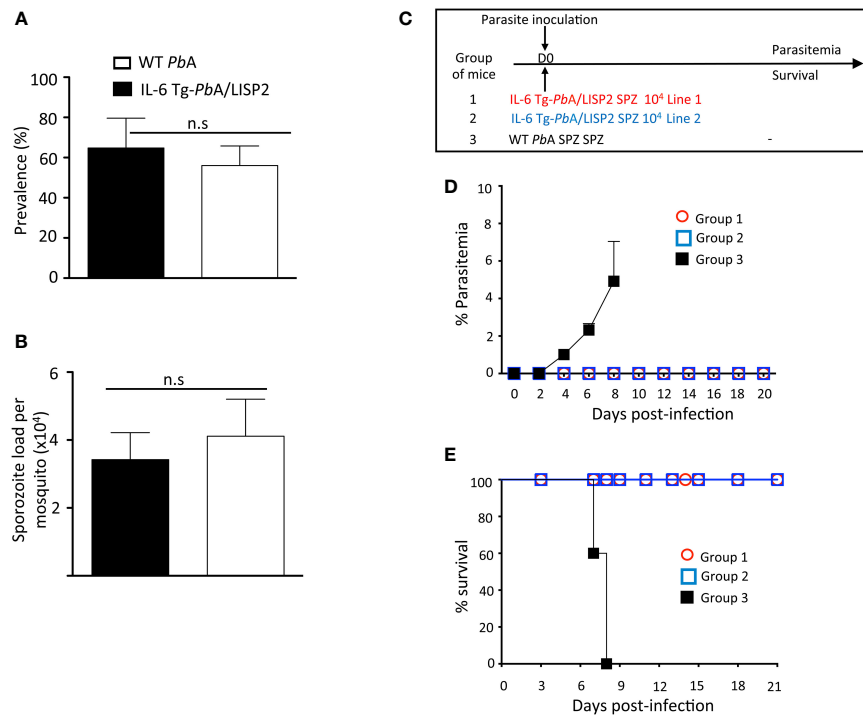 A
WT PbA
IL-6 Tg-PbA/LISP2
n.s
Prevalence (%)
100
80
60
40
20
0
B
n.s
Sporozoite load per
mosquito (x10⁴)
6
4
2
C
Parasite inoculation
Group
of mice
D0
Parasitemia
Survival
1 IL-6 Tg-PbA/LISP2 SPZ 10⁴ Line 1
2 IL-6 Tg-PbA/LISP2 SPZ 10⁴ Line 2
3 WT PbA SPZ SPZ -
D
% Parasitemia
10
8
6
4
2
0
Group 1
Group 2
Group 3
0 2 4 6 8 10 12 14 16 18 20
Days post-infection
E
% survival
100
80
60
40
20
0
Group 1
Group 2
Group 3
0 3 6 9 12 15 18 21
Days post-infection